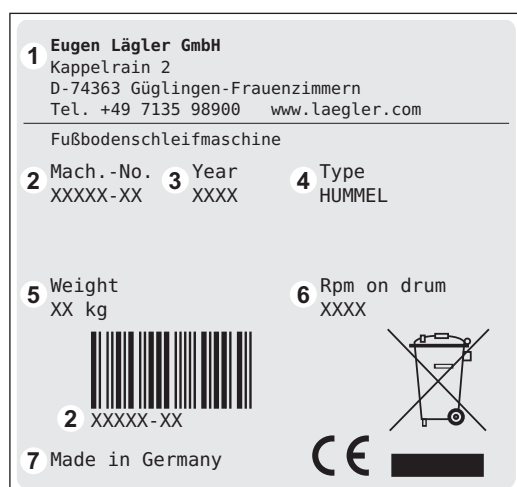 1 Eugen Lägler GmbH
Kappelrain 2
D-74363 Güglingen-Frauenzimmern
Tel. +49 7135 98900 www.laegler.com
Fußbodenschleifmaschine
2 Mach.-No. 3 Year 4 Type
XXXXX-XX XXXX HUMMEL
5 Weight 6 Rpm on drum
XX kg XXXX
2 XXXXX-XX
7 Made in Germany CE